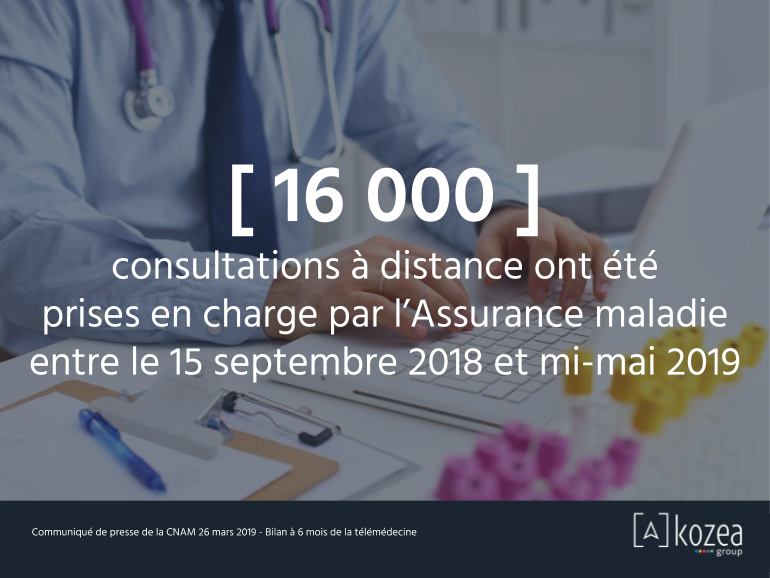 [ 16 000 ]
consultations à distance ont été
prises en charge par l’Assurance maladie
entre le 15 septembre 2018 et mi-mai 2019
Communiqué de presse de la CNAM 26 mars 2019 - Bilan à 6 mois de la télémédecine
[A] kozea
group